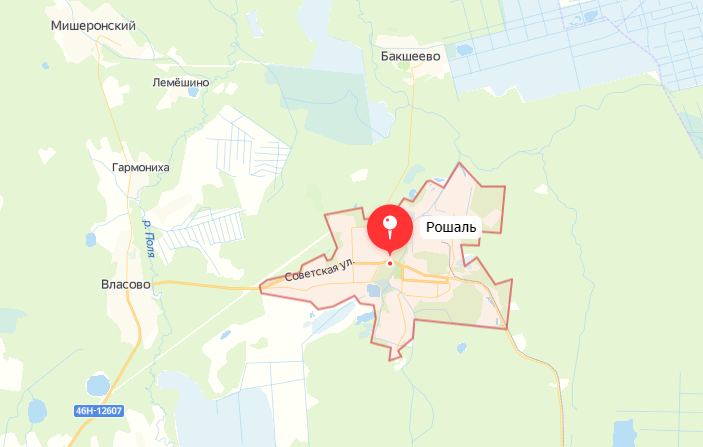 Мишеронский
Бакшеево
Лемёшино
Гармониха
р. Поля
Рошаль
Советская ул.
Власово
46Н-12607